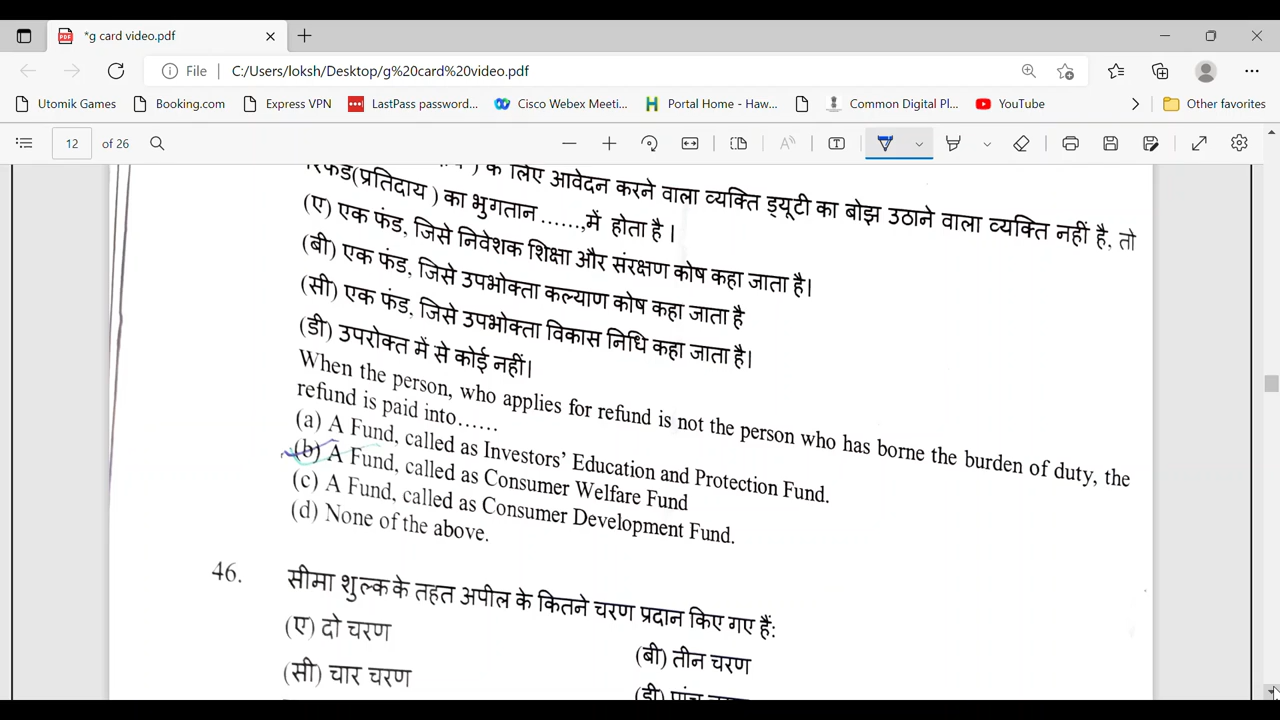 *g card video.pdf
File C:/Users/loksh/Desktop/g%20card%20video.pdf
Utomik Games Booking.com Express VPN LastPass password... Cisco Webex Meeti... Portal Home - Haw... Common Digital Pl... YouTube Other favorites
12 of 26
के लिए आवेदन करने वाला व्यक्ति ड्यूटी का बोझ उठाने वाला व्यक्ति नहीं है, तो
रिफंड(प्रतिदाय ) का भुगतान ......,में होता है |
(ए) एक फंड, जिसे निवेशक शिक्षा और संरक्षण कोष कहा जाता है।
(बी) एक फंड, जिसे उपभोक्ता कल्याण कोष कहा जाता है
(सी) एक फंड, जिसे उपभोक्ता विकास निधि कहा जाता है।
(डी) उपरोक्त में से कोई नहीं।
When the person, who applies for refund is not the person who has borne the burden of duty, the
refund is paid into......
(a) A Fund, called as Investors' Education and Protection Fund.
(b) A Fund, called as Consumer Welfare Fund
(c) A Fund, called as Consumer Development Fund.
(d) None of the above.
46. सीमा शुल्क के तहत अपील के कितने चरण प्रदान किए गए हैं:
(ए) दो चरण
(बी) तीन चरण
(सी) चार चरण
(डी) पांच